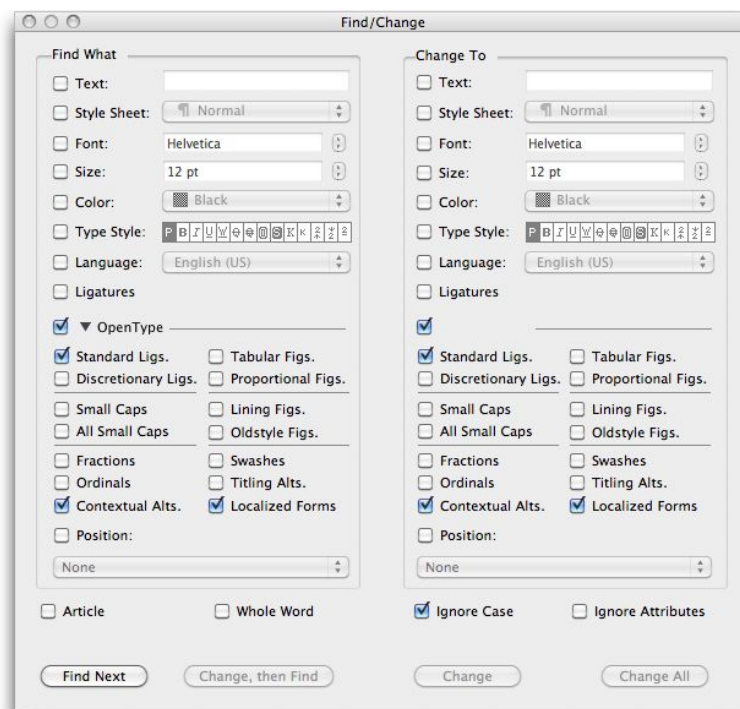 Find/Change
Find What
Text:
Style Sheet: ¶ Normal
Font: Helvetica
Size: 12 pt
Color: Black
Type Style: P B I U W
Language: English (US)
Ligatures
OpenType
Standard Ligs. Tabular Figs.
Discretionary Ligs. Proportional Figs.
Small Caps Lining Figs.
All Small Caps Oldstyle Figs.
Fractions Swashes
Ordinals Titling Alts.
Contextual Alts. Localized Forms
Position:
None
Change To
Text:
Style Sheet: ¶ Normal
Font: Helvetica
Size: 12 pt
Color: Black
Type Style: P B I U W
Language: English (US)
Ligatures
Standard Ligs. Tabular Figs.
Discretionary Ligs. Proportional Figs.
Small Caps Lining Figs.
All Small Caps Oldstyle Figs.
Fractions Swashes
Ordinals Titling Alts.
Contextual Alts. Localized Forms
Position:
None
Article Whole Word Ignore Case Ignore Attributes
Find Next Change, then Find Change Change All